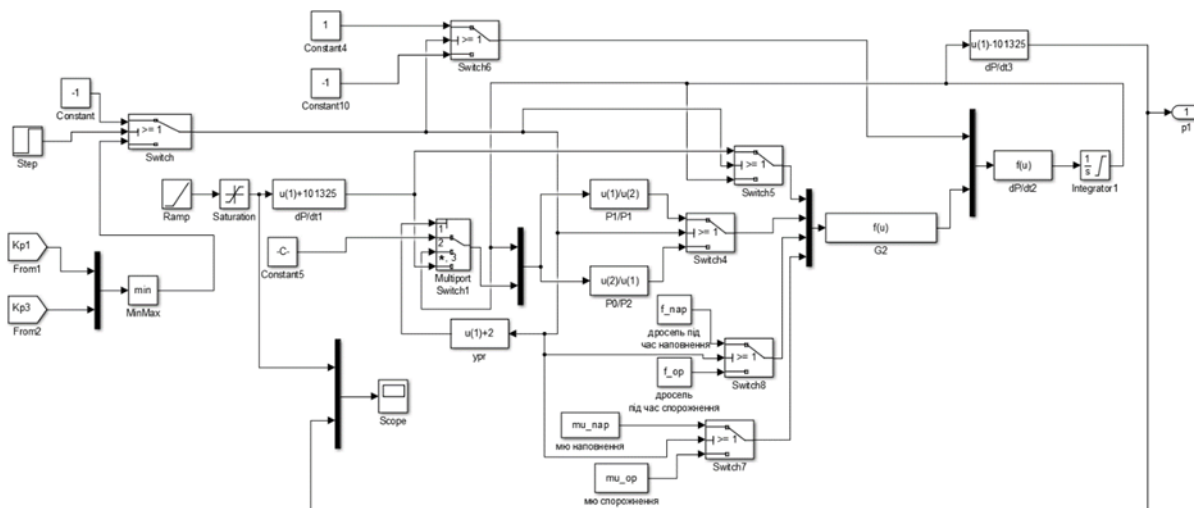 1
Constant4
>= 1
Switch6
-1
Constant10
u(1)-101325
dP/dt3
1
p1
-1
Constant
Step
>= 1
Switch
Ramp
Saturation
u(1)+101325
dP/dt1
>= 1
Switch5
u(1)/u(2)
P1/P1
f(u)
dP/dt2
1
s
Integrator1
-C-
Constant5
1
2
*, 3
Multiport
Switch1
>= 1
Switch4
f(u)
G2
Kp1
From1
min
MinMax
Kp3
From2
u(2)/u(1)
P0/P2
u(1)+2
ypr
f_nap
дросель під
час наповнення
>= 1
Switch8
f_op
дросель
під час спорожнення
Scope
mu_nap
мю наповнення
>= 1
Switch7
mu_op
мю спорожнення